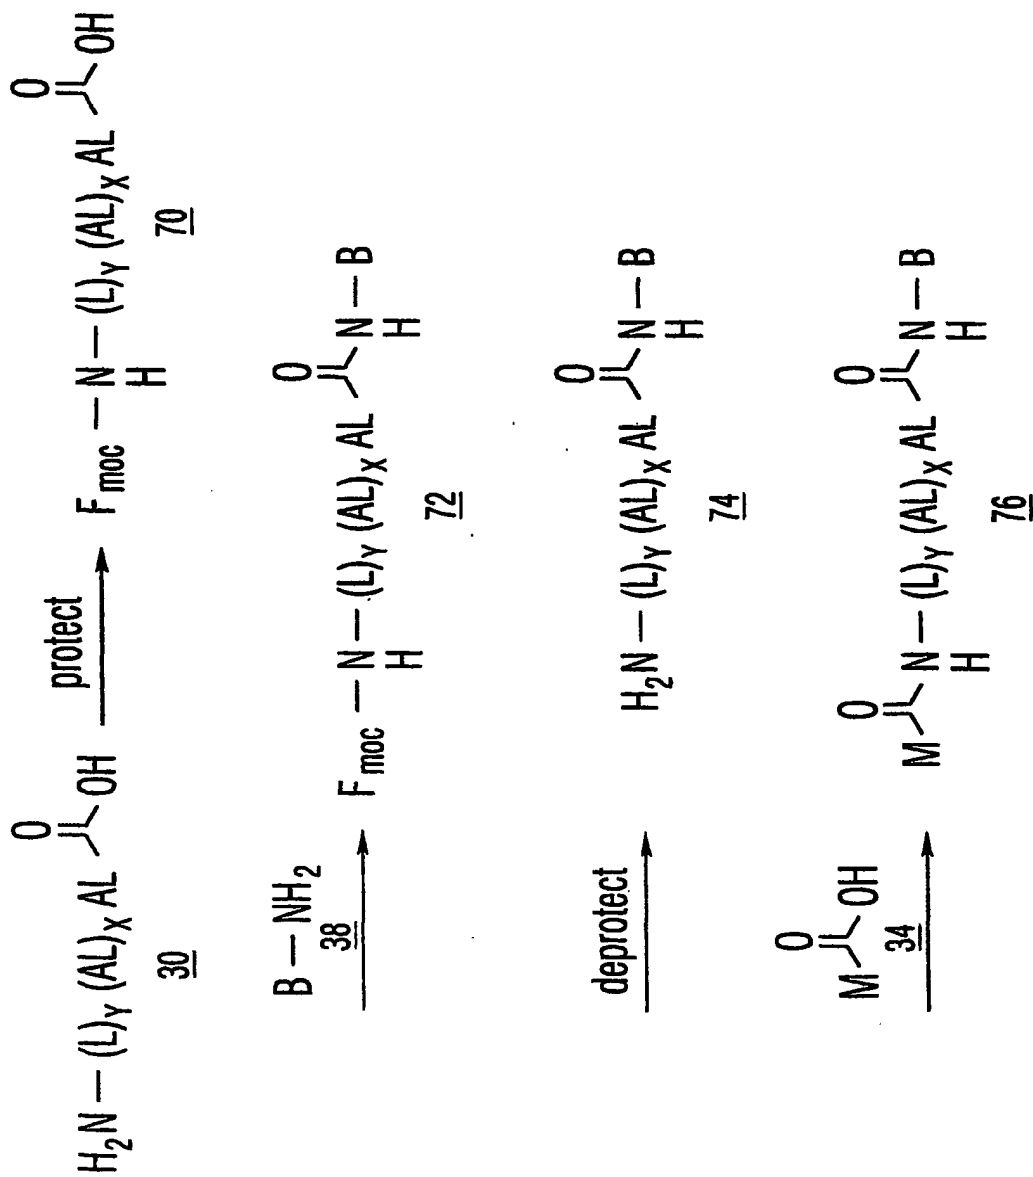 H2N — (L)Y (AL)X AL
O
OH
30
protect
Fmoc — N — (L)Y (AL)X AL
H
O
OH
70
B — NH2
38
Fmoc — N — (L)Y (AL)X AL
H
O
N — B
H
72
deprotect
H2N — (L)Y (AL)X AL
O
N — B
H
74
M
O
OH
34
M
O
N — (L)Y (AL)X AL
H
O
N — B
H
76